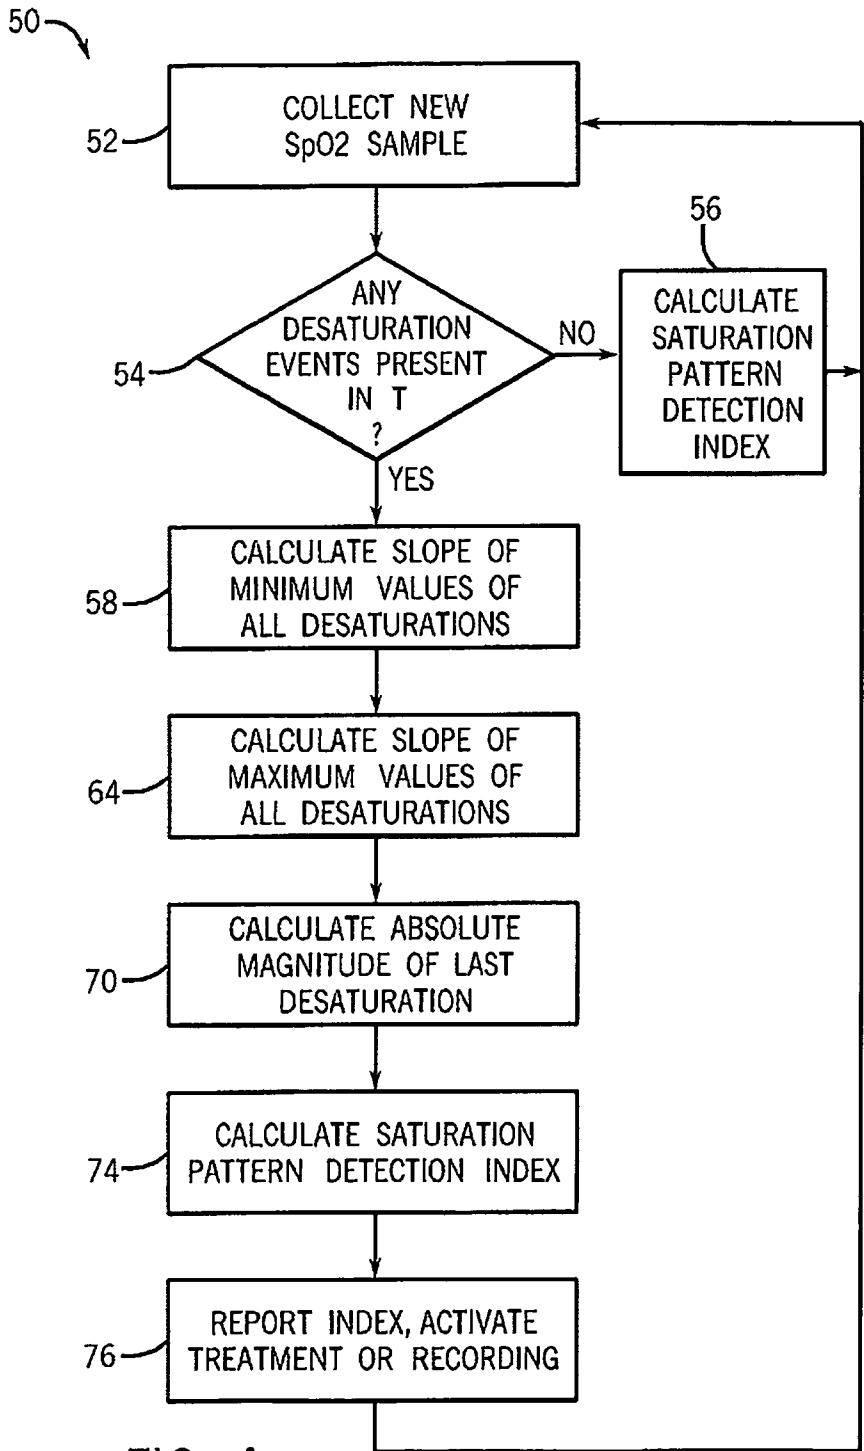 50
COLLECT NEW
SpO2 SAMPLE
52
ANY
DESATURATION
EVENTS PRESENT
IN T
?
54
NO
56
CALCULATE
SATURATION
PATTERN
DETECTION
INDEX
YES
CALCULATE SLOPE OF
MINIMUM VALUES OF
ALL DESATURATIONS
58
CALCULATE SLOPE OF
MAXIMUM VALUES OF
ALL DESATURATIONS
64
CALCULATE ABSOLUTE
MAGNITUDE OF LAST
DESATURATION
70
CALCULATE SATURATION
PATTERN DETECTION INDEX
74
REPORT INDEX, ACTIVATE
TREATMENT OR RECORDING
76